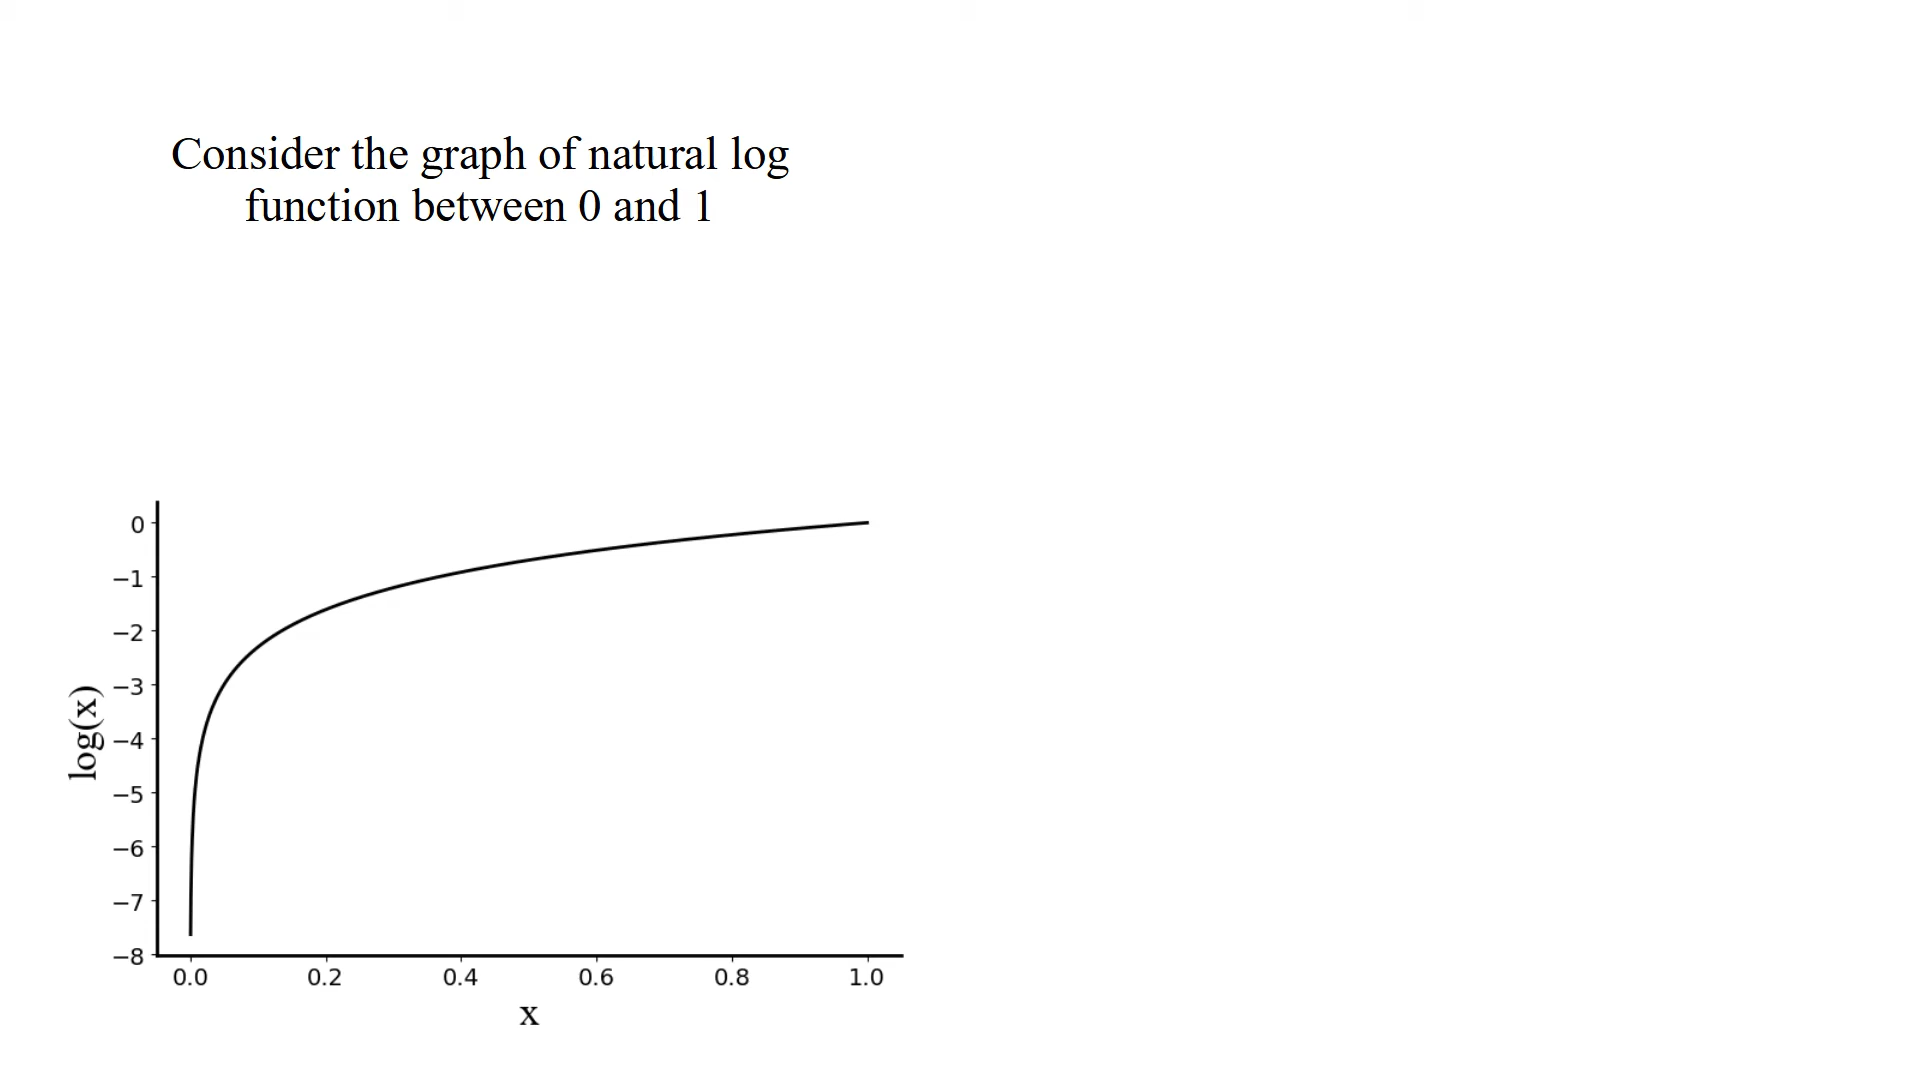 Consider the graph of natural log
function between 0 and 1
0
−1
−2
−3
−4
−5
−6
−7
−8
log(x)
0.0 0.2 0.4 0.6 0.8 1.0
x